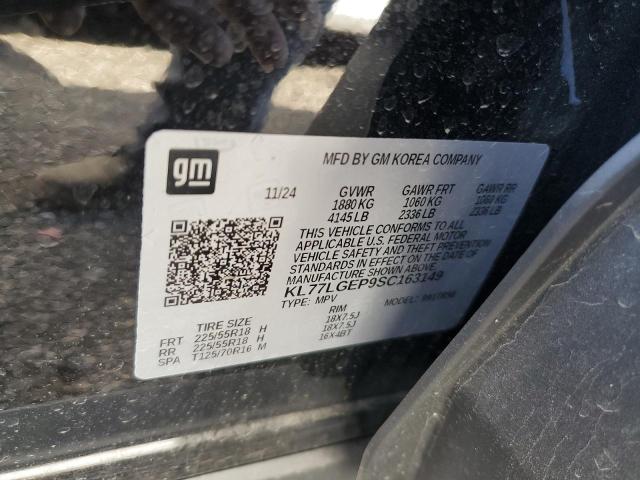 gm
MFD BY GM KOREA COMPANY
11/24 GVWR GAWR FRT GAWR RR
1880 KG 1060 KG 1060 KG
4145 LB 2336 LB 2336 LB
THIS VEHICLE CONFORMS TO ALL
APPLICABLE U.S. FEDERAL MOTOR
VEHICLE SAFETY AND THEFT PREVENTION
STANDARDS IN EFFECT ON THE DATE OF
MANUFACTURE SHOWN ABOVE.
KL77LGEP9SC163149
TYPE: MPV MODEL:
TIRE SIZE RIM
FRT 225/55R18 H 18X7.5J
RR 225/55R18 H 18X7.5J
SPA T125/70R16 M 16X4BT